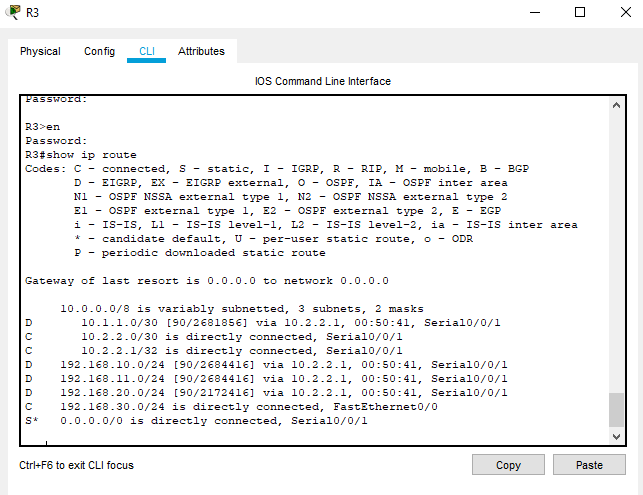 R3
Physical Config CLI Attributes
IOS Command Line Interface
Password:
R3>en
Password:
R3#show ip route
Codes: C - connected, S - static, I - IGRP, R - RIP, M - mobile, B - BGP
D - EIGRP, EX - EIGRP external, O - OSPF, IA - OSPF inter area
N1 - OSPF NSSA external type 1, N2 - OSPF NSSA external type 2
E1 - OSPF external type 1, E2 - OSPF external type 2, E - EGP
i - IS-IS, L1 - IS-IS level-1, L2 - IS-IS level-2, ia - IS-IS inter area
* - candidate default, U - per-user static route, o - ODR
P - periodic downloaded static route
Gateway of last resort is 0.0.0.0 to network 0.0.0.0
10.0.0.0/8 is variably subnetted, 3 subnets, 2 masks
D 10.1.1.0/30 [90/2681856] via 10.2.2.1, 00:50:41, Serial0/0/1
C 10.2.2.0/30 is directly connected, Serial0/0/1
C 10.2.2.1/32 is directly connected, Serial0/0/1
D 192.168.10.0/24 [90/2684416] via 10.2.2.1, 00:50:41, Serial0/0/1
D 192.168.11.0/24 [90/2684416] via 10.2.2.1, 00:50:41, Serial0/0/1
D 192.168.20.0/24 [90/2172416] via 10.2.2.1, 00:50:41, Serial0/0/1
C 192.168.30.0/24 is directly connected, FastEthernet0/0
S* 0.0.0.0/0 is directly connected, Serial0/0/1
Ctrl+F6 to exit CLI focus
Copy Paste